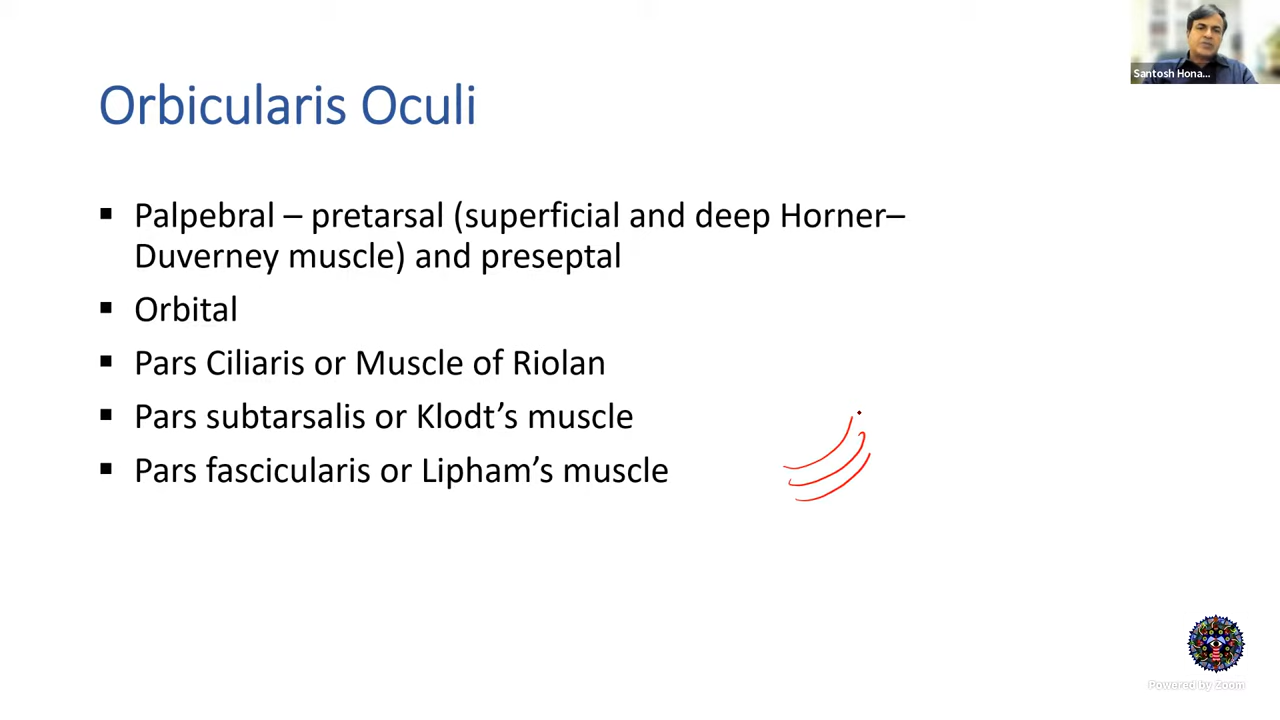 Santosh Hona...
Orbicularis Oculi
▪ Palpebral – pretarsal (superficial and deep Horner–
Duverney muscle) and preseptal
▪ Orbital
▪ Pars Ciliaris or Muscle of Riolan
▪ Pars subtarsalis or Klodt’s muscle
▪ Pars fascicularis or Lipham’s muscle
Powered by Zoom